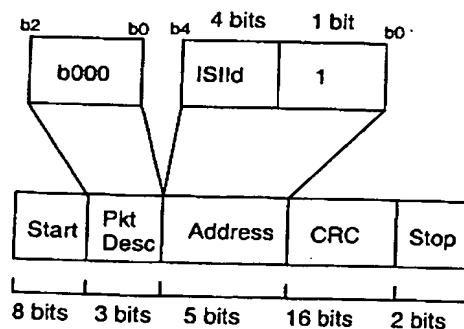 4 bits 1 bit
b2 b0 b4 b0
b000 ISIId 1
Start Pkt Desc Address CRC Stop
8 bits 3 bits 5 bits 16 bits 2 bits